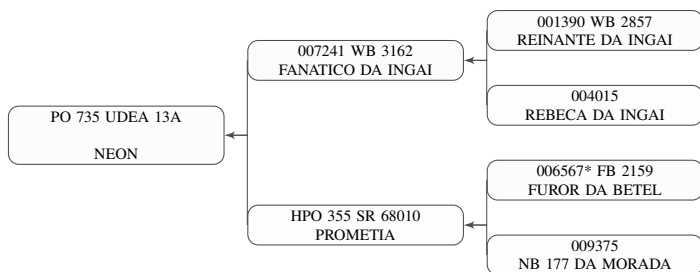 001390 WB 2857
REINANTE DA INGAI
007241 WB 3162
FANATICO DA INGAI
004015
REBECA DA INGAI
PO 735 UDEA 13A
NEON
006567* FB 2159
FUROR DA BETEL
HPO 355 SR 68010
PROMETIA
009375
NB 177 DA MORADA